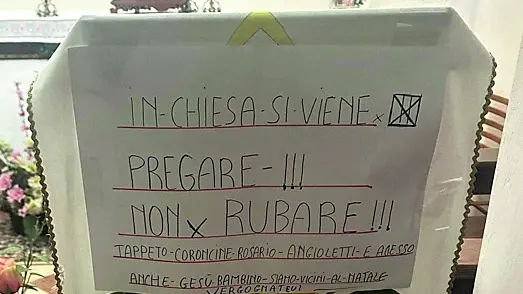 IN-CHIESA-SI-VIENE x
PREGARE-!!!
NON x RUBARE!!!
TAPPETO-CORONCINE-ROSARIO-ANGIOLETTI-E ADESSO
ANCHE-GESÙ BAMBINO-SIAMO-VICINI-AL-NATALE
VERGOGNATEVI